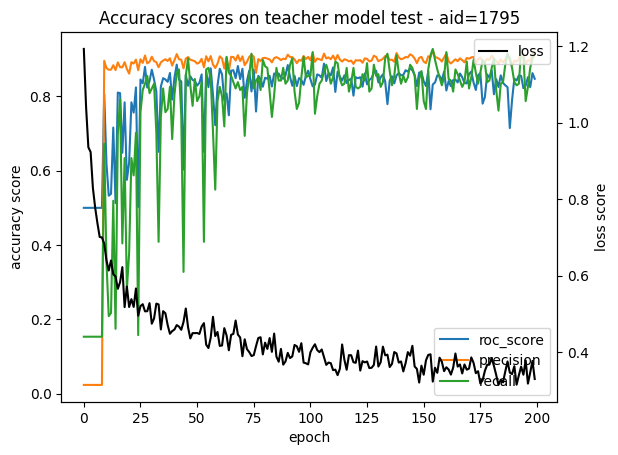 Accuracy scores on teacher model test - aid=1795
loss
accuracy score
0.8
0.6
0.4
0.2
0.0
1.2
1.0
0.8
0.6
0.4
loss score
roc_score
precision
recall
0 25 50 75 100 125 150 175 200
epoch